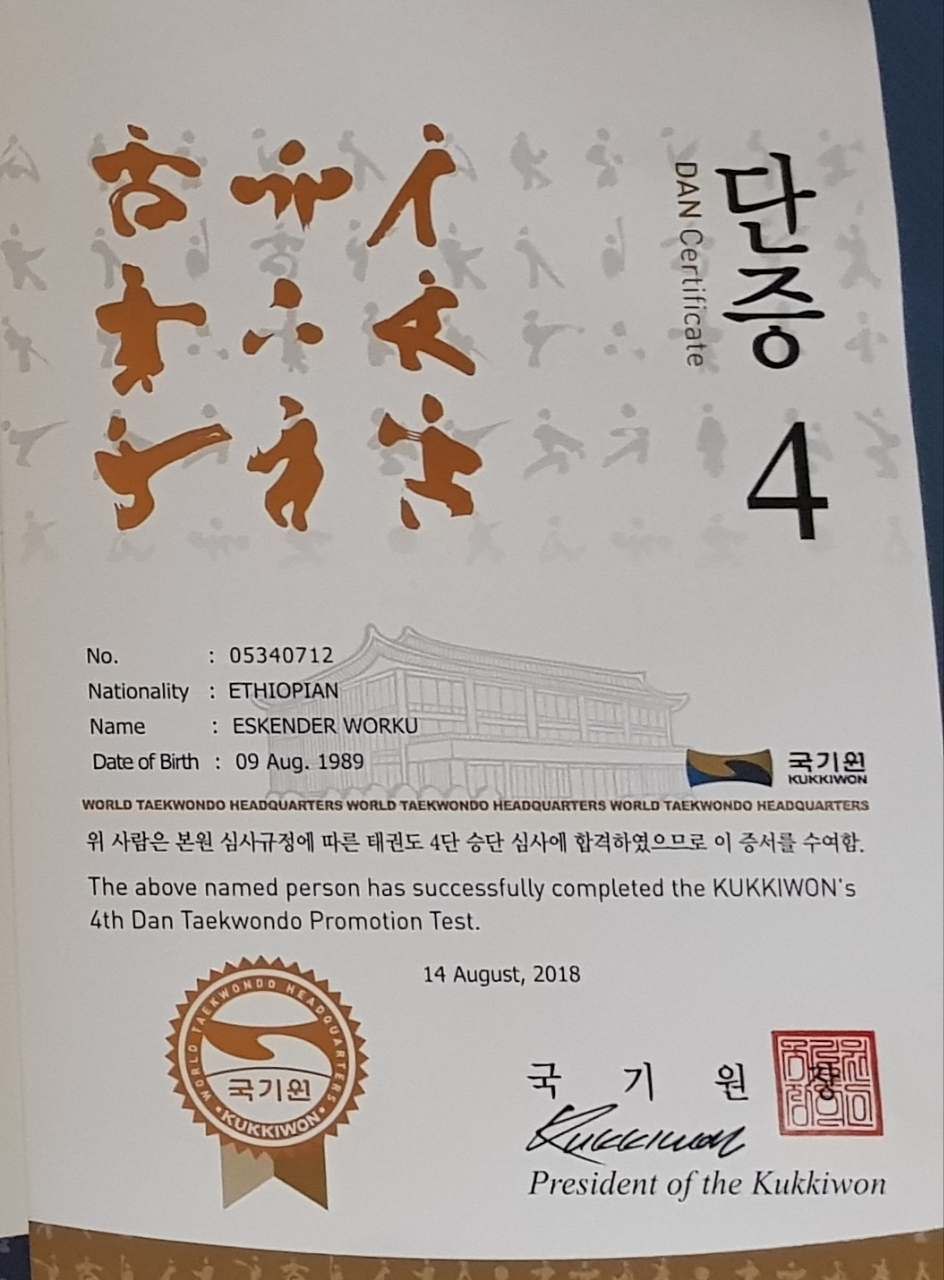 단증
DAN Certificate
4
No. : 05340712
Nationality : ETHIOPIAN
Name : ESKENDER WORKU
Date of Birth : 09 Aug. 1989
국기원
KUKKIWON
WORLD TAEKWONDO HEADQUARTERS WORLD TAEKWONDO HEADQUARTERS WORLD TAEKWONDO HEADQUARTERS
위 사람은 본원 심사규정에 따른 태권도 4단 승단 심사에 합격하였으므로 이 증서를 수여함.
The above named person has successfully completed the KUKKIWON's
4th Dan Taekwondo Promotion Test.
14 August, 2018
WORLD TAEKWONDO HEADQUARTERS
국기원
• KUKKIWON •
국 기 원 장
Kukkiwon
President of the Kukkiwon